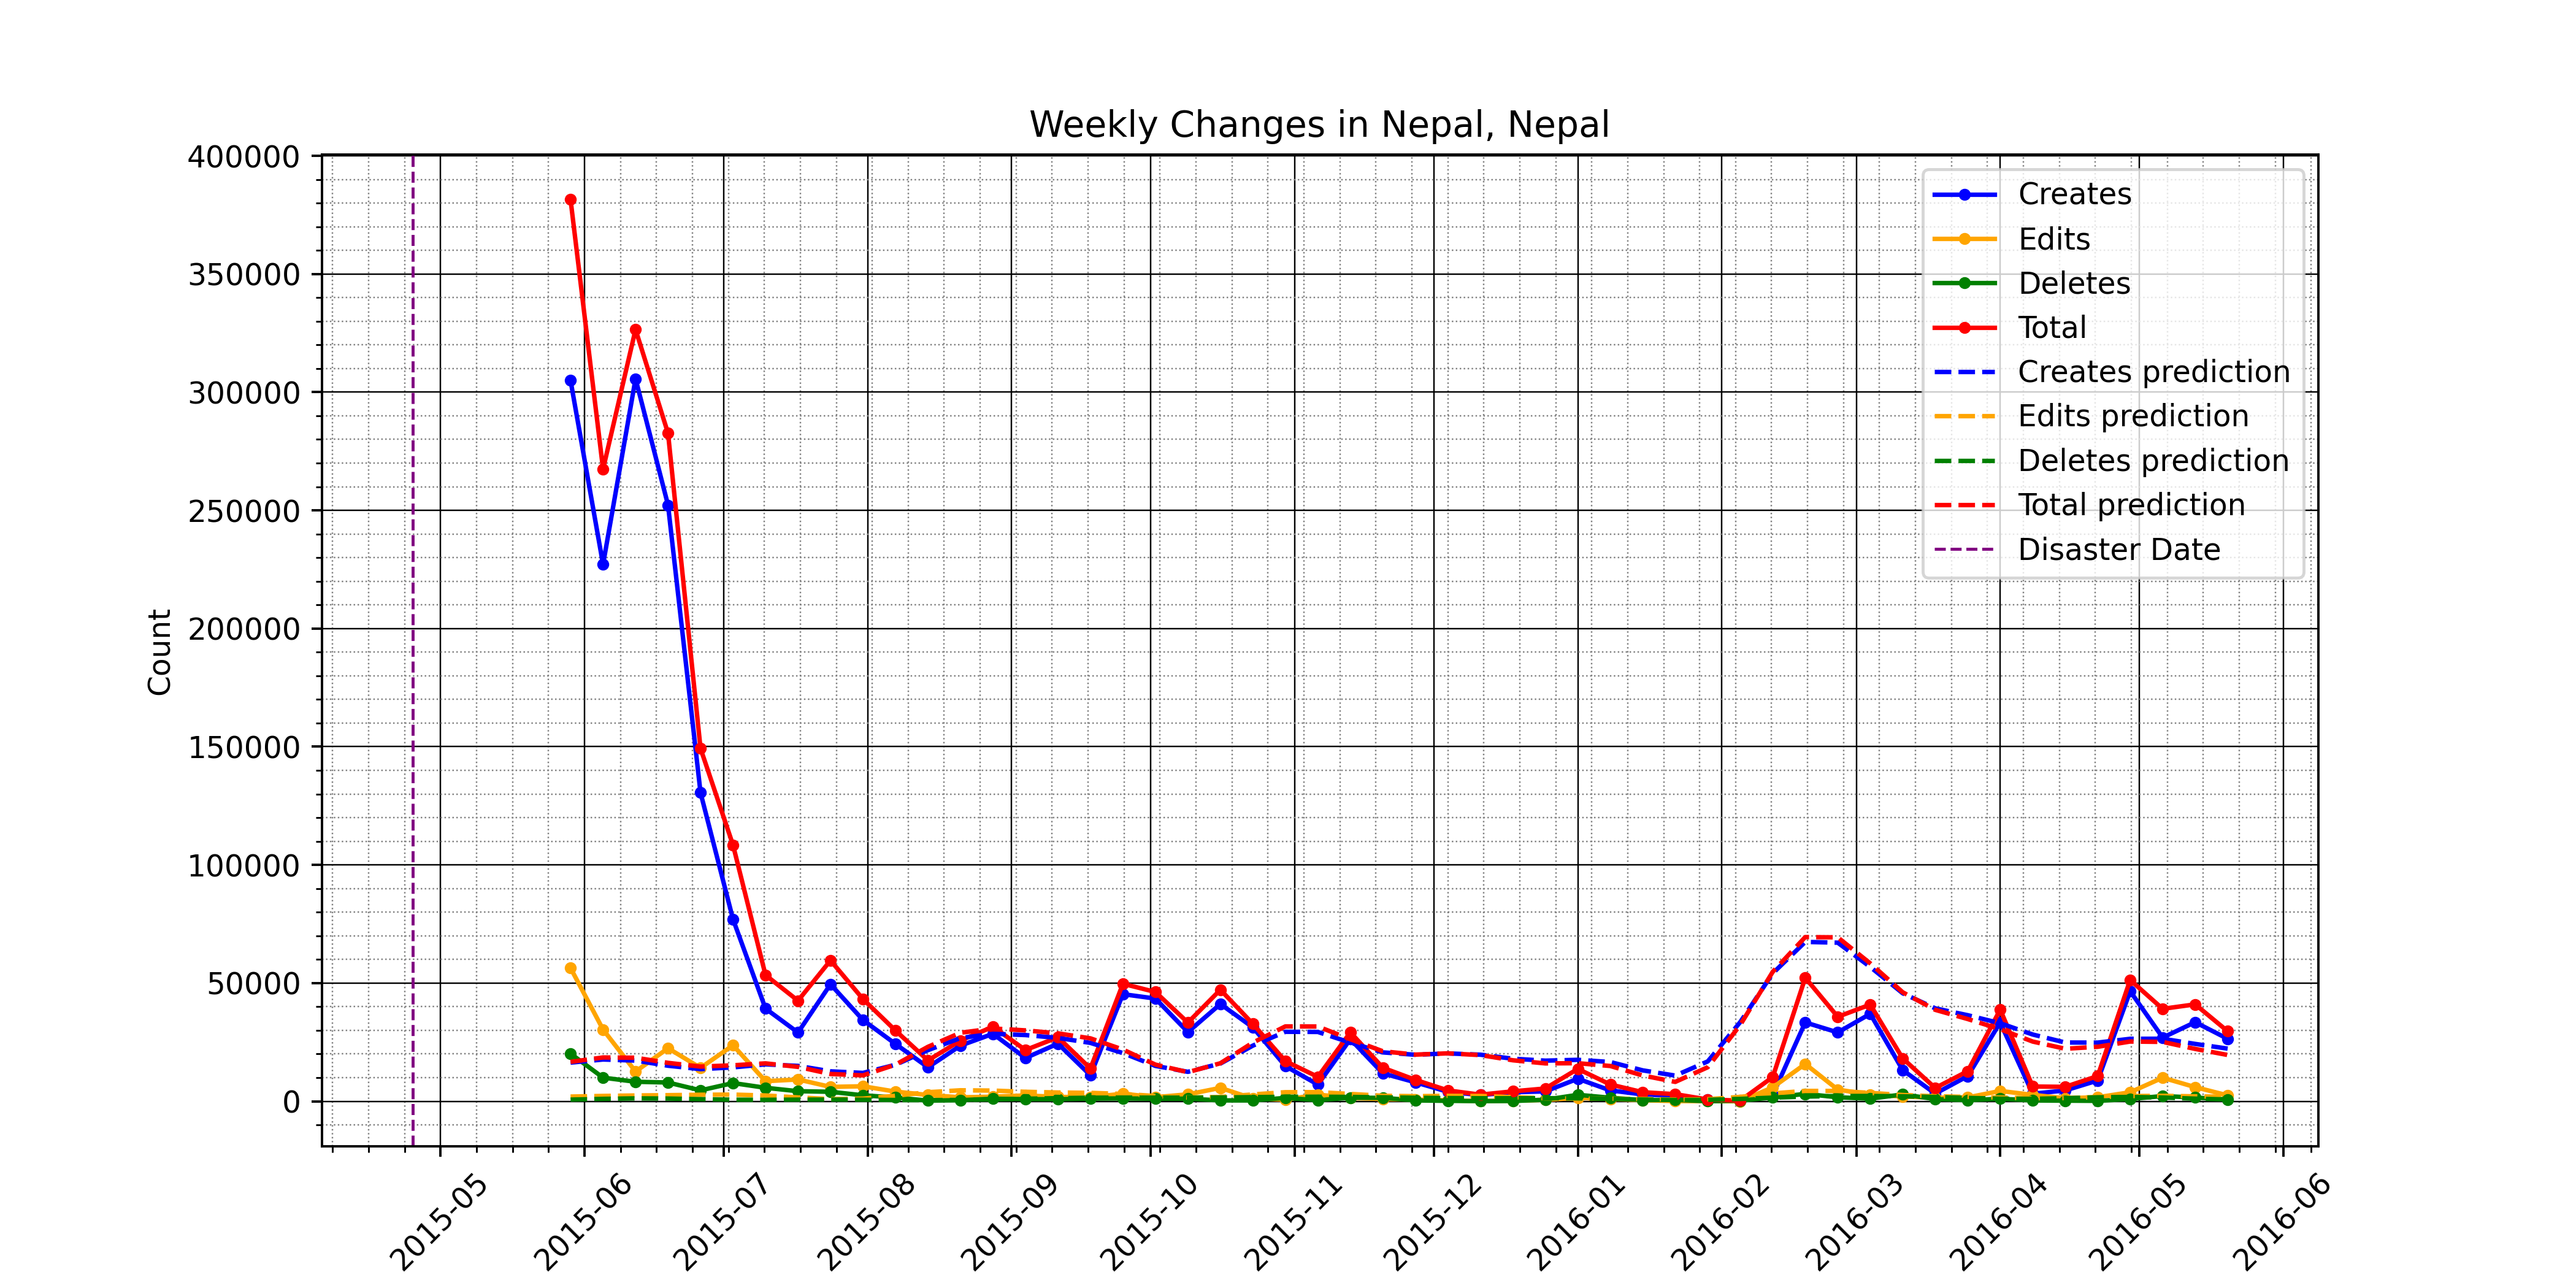 Weekly Changes in Nepal, Nepal
400000
350000
300000
250000
200000
150000
100000
50000
0
Count
Creates
Edits
Deletes
Total
Creates prediction
Edits prediction
Deletes prediction
Total prediction
Disaster Date
2015-05
2015-06
2015-07
2015-08
2015-09
2015-10
2015-11
2015-12
2016-01
2016-02
2016-03
2016-04
2016-05
2016-06